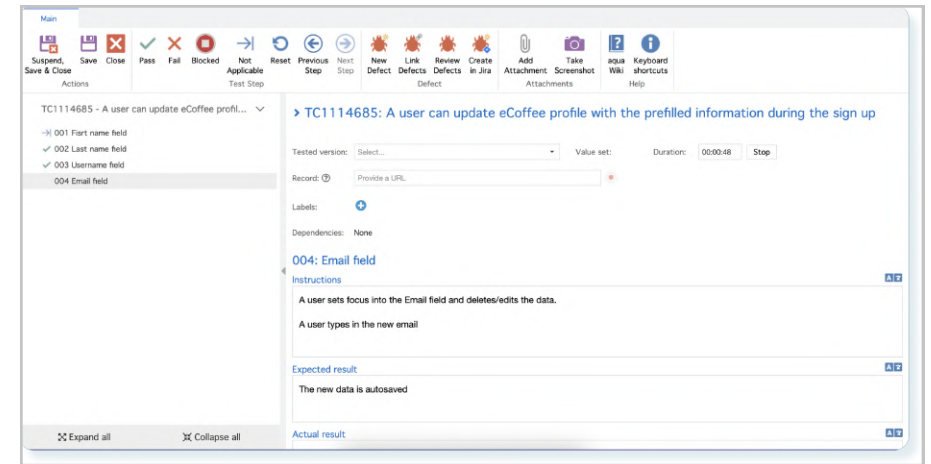 Main
Suspend, Save & Close
Save
Close
Pass
Fail
Blocked
Not Applicable
Reset
Previous Step
Next Step
New Defect
Link Defects
Review Defects
Create in Jira
Add Attachment
Take Screenshot
aqua Wiki
Keyboard shortcuts
Actions
Test Step
Defect
Attachments
Help
TC1114685 - A user can update eCoffee profil...
001 Fisrt name field
002 Last name field
003 Username field
004 Email field
Expand all
Collapse all
> TC1114685: A user can update eCoffee profile with the prefilled information during the sign up
Tested version: Select... Value set: Duration: 00:00:48 Stop
Record: Provide a URL
Labels:
Dependencies: None
004: Email field
Instructions
A user sets focus into the Email field and deletes/edits the data.
A user types in the new email
Expected result
The new data is autosaved
Actual result